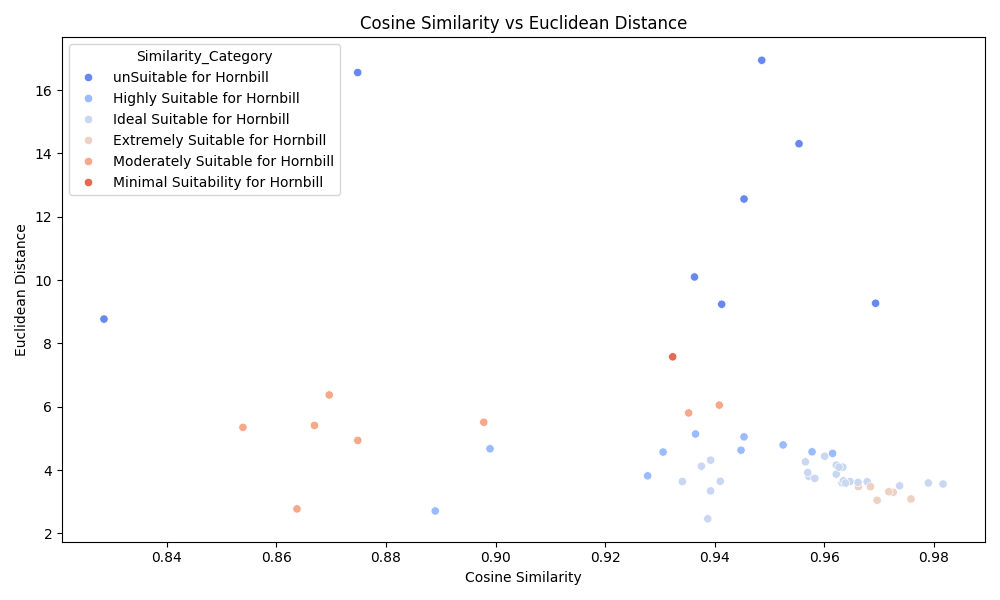 Cosine Similarity vs Euclidean Distance
Similarity_Category
unSuitable for Hornbill
Highly Suitable for Hornbill
Ideal Suitable for Hornbill
Extremely Suitable for Hornbill
Moderately Suitable for Hornbill
Minimal Suitability for Hornbill
Euclidean Distance
16
14
12
10
8
6
4
2
0.84 0.86 0.88 0.90 0.92 0.94 0.96 0.98
Cosine Similarity